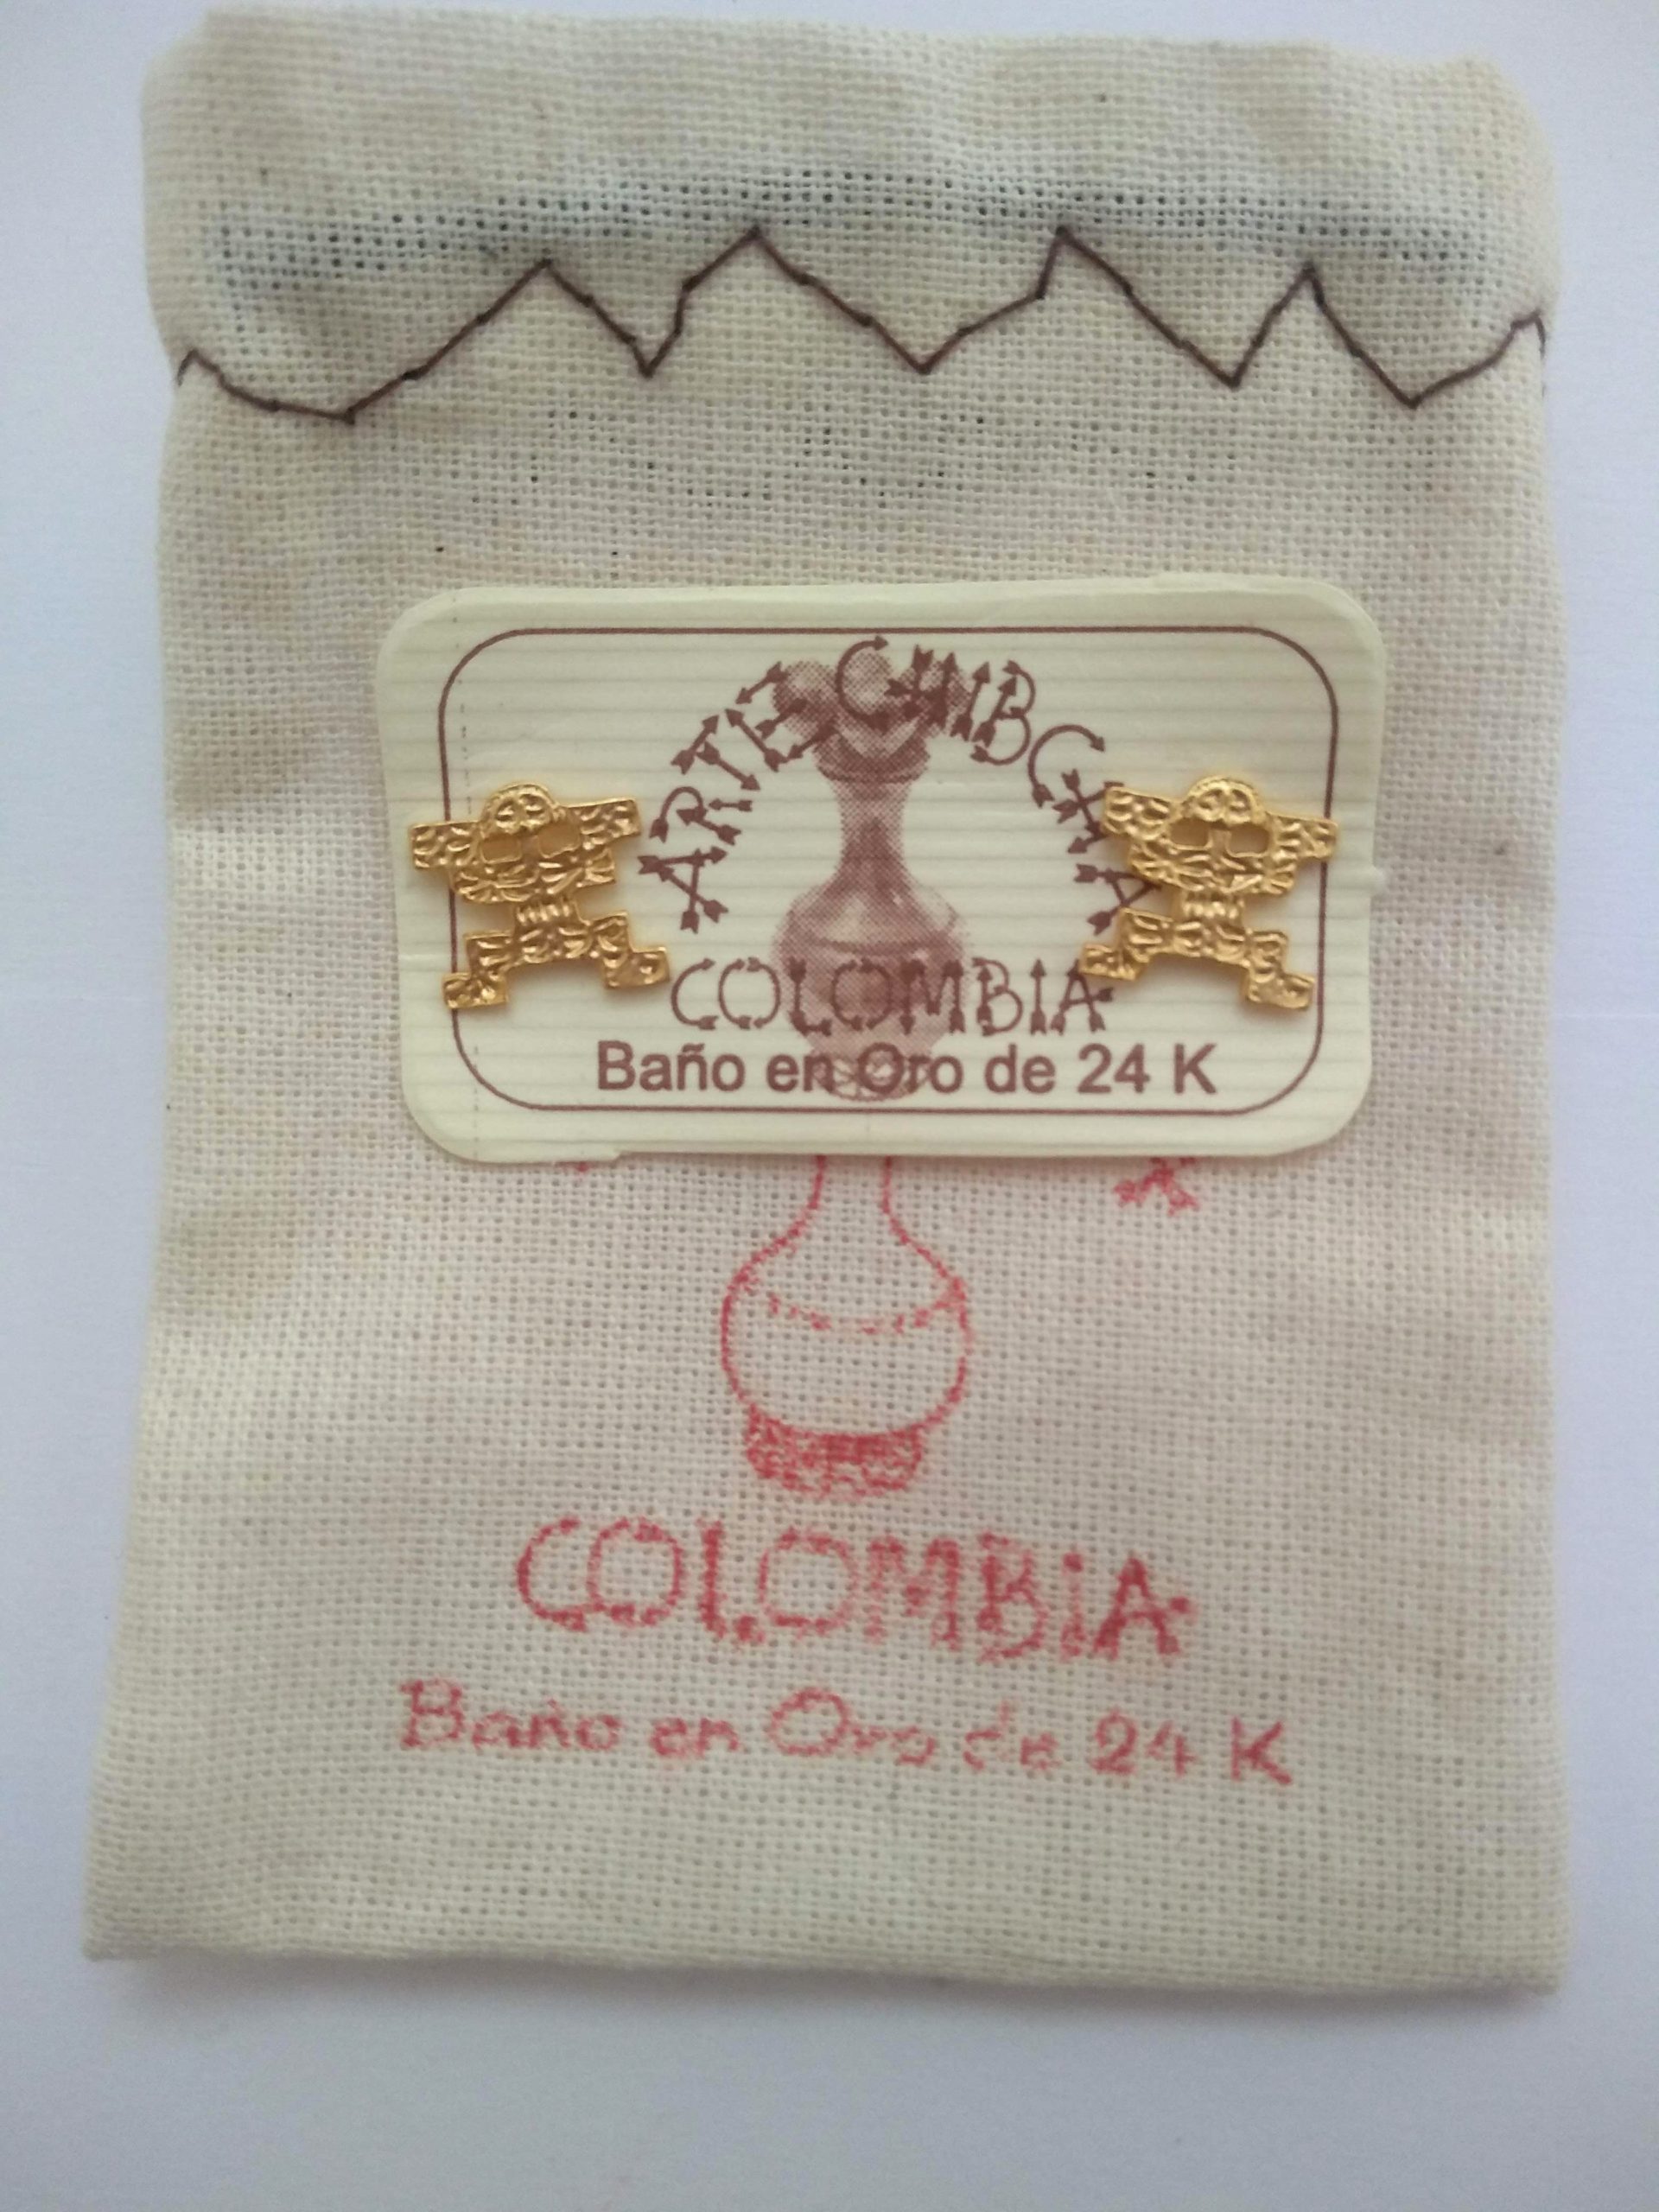 ARTE CHIBCHA
COLOMBIA
Baño en Oro de 24 K
COLOMBIA
Baño en Oro de 24 K